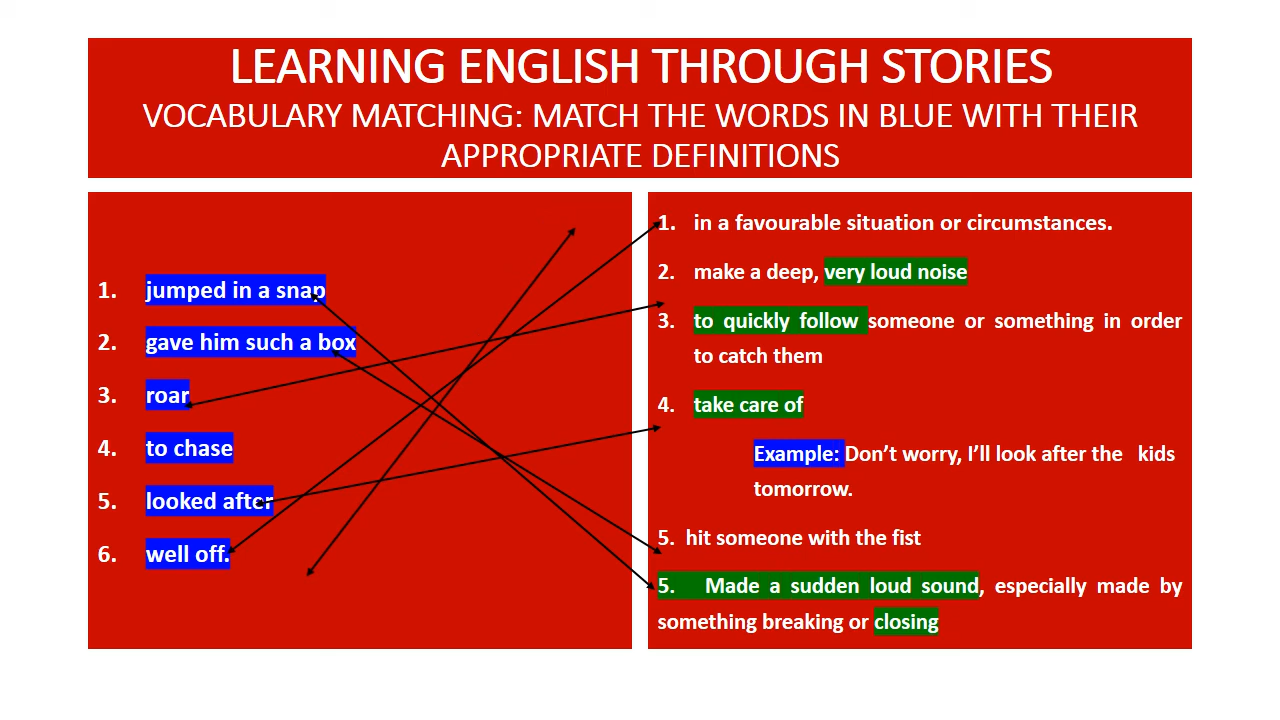 LEARNING ENGLISH THROUGH STORIES
VOCABULARY MATCHING: MATCH THE WORDS IN BLUE WITH THEIR
APPROPRIATE DEFINITIONS
1. jumped in a snap
2. gave him such a box
3. roar
4. to chase
5. looked after
6. well off.
1. in a favourable situation or circumstances.
2. make a deep, very loud noise
3. to quickly follow someone or something in order
to catch them
4. take care of
Example: Don’t worry, I’ll look after the kids
tomorrow.
5. hit someone with the fist
5. Made a sudden loud sound, especially made by
something breaking or closing